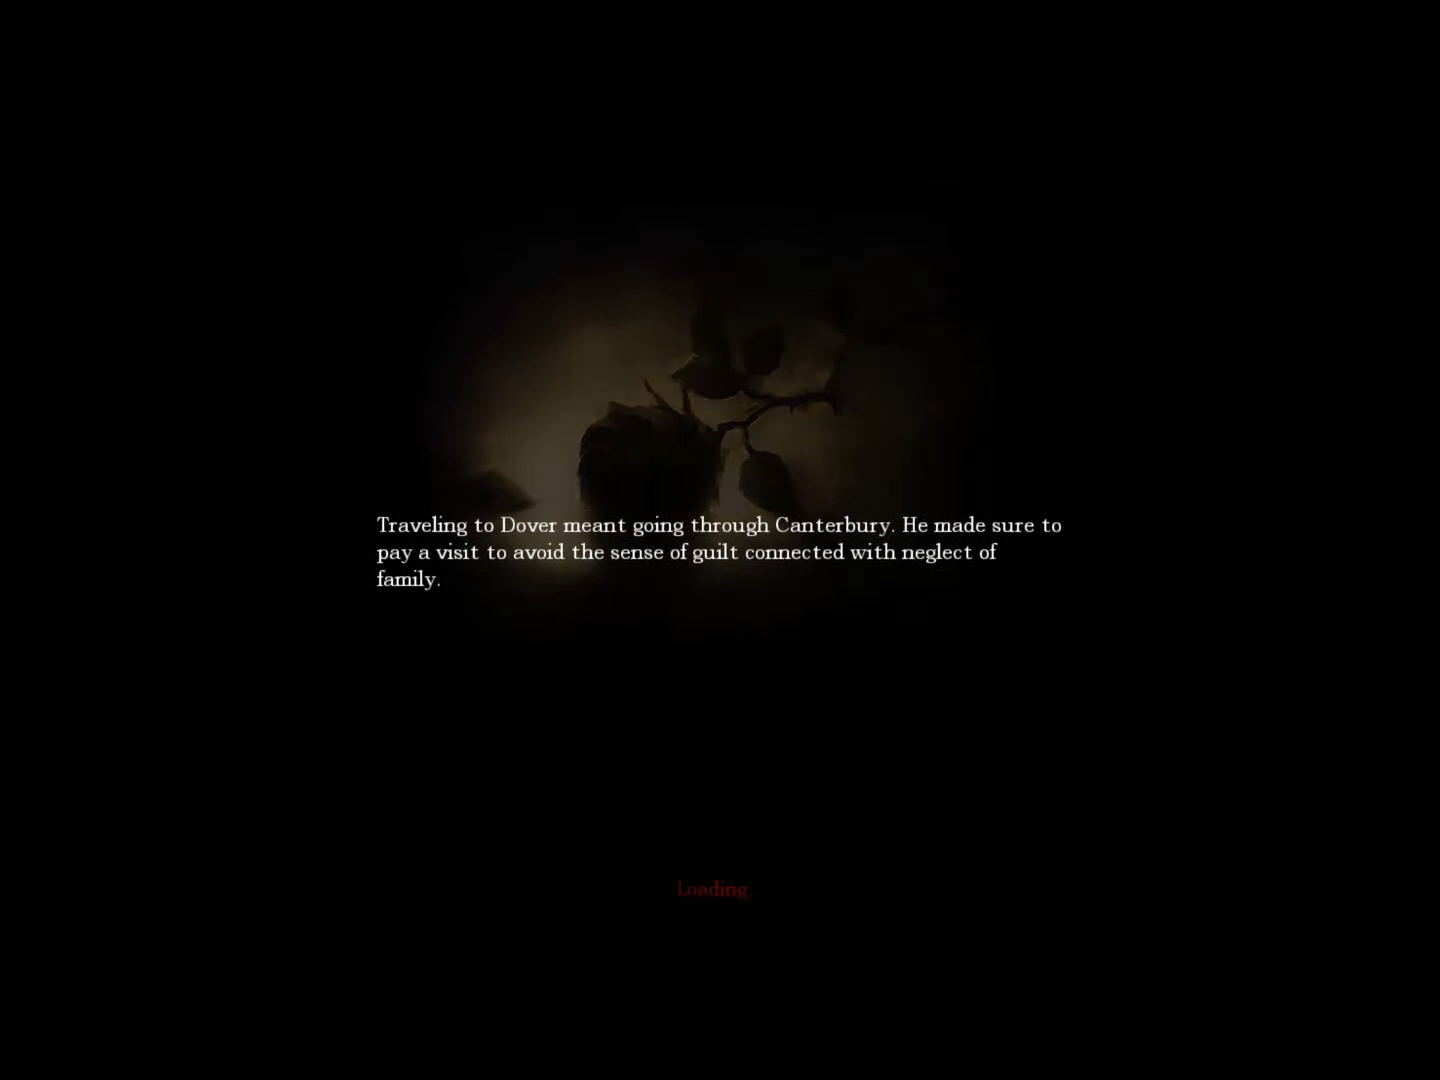 Traveling to Dover meant going through Canterbury. He made sure to
pay a visit to avoid the sense of guilt connected with neglect of
family.
Loading...